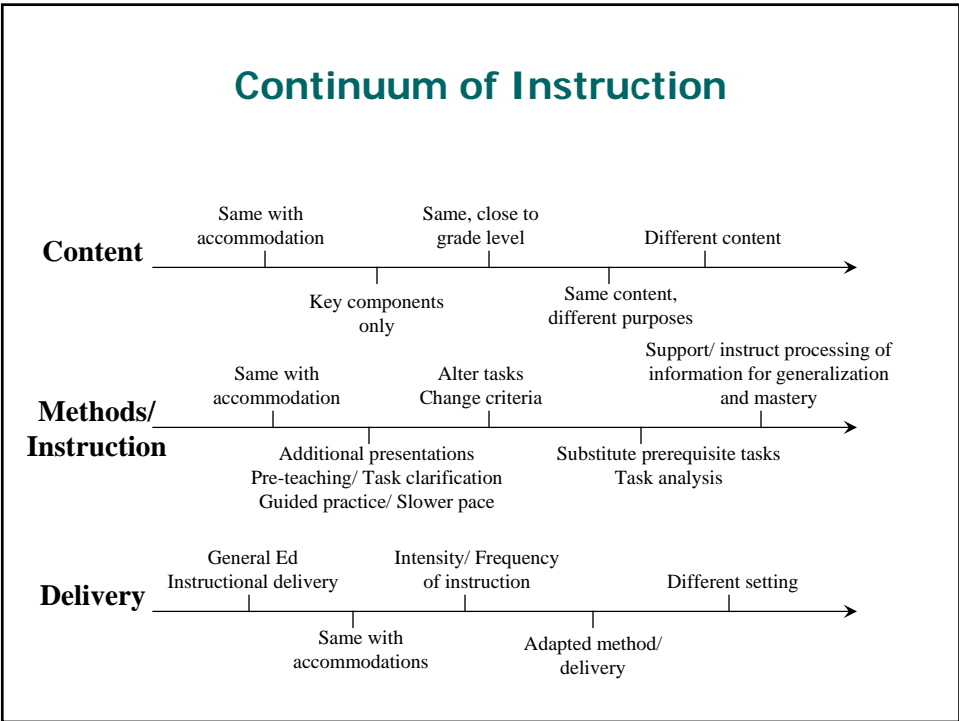 Continuum of Instruction
Content
Same with
accommodation
Key components
only
Same, close to
grade level
Same content,
different purposes
Different content
Methods/
Instruction
Same with
accommodation
Additional presentations
Pre-teaching/ Task clarification
Guided practice/ Slower pace
Alter tasks
Change criteria
Substitute prerequisite tasks
Task analysis
Support/ instruct processing of
information for generalization
and mastery
Delivery
General Ed
Instructional delivery
Same with
accommodations
Intensity/ Frequency
of instruction
Adapted method/
delivery
Different setting